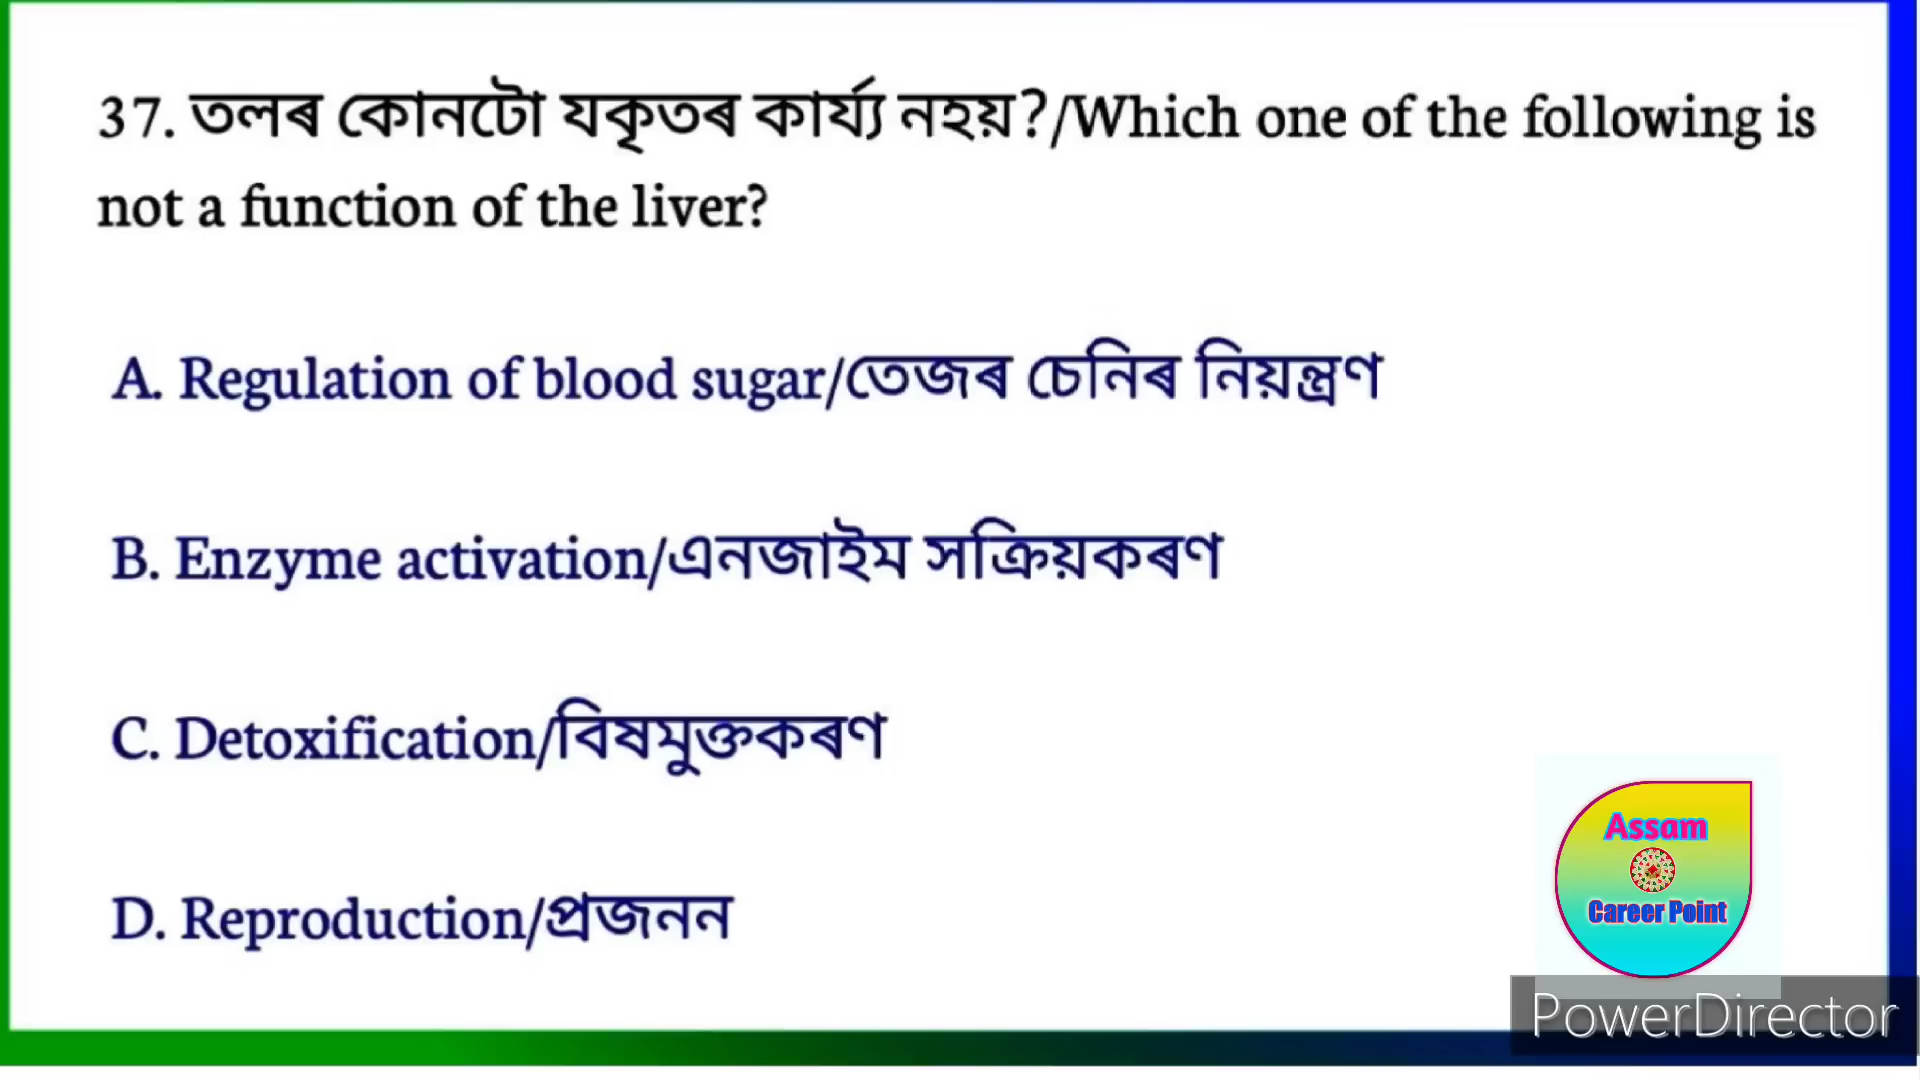 37. তলৰ কোনটো যকৃতৰ কাৰ্য্য নহয়?/Which one of the following is
not a function of the liver?
A. Regulation of blood sugar/তেজৰ চেনিৰ নিয়ন্ত্ৰণ
B. Enzyme activation/এনজাইম সক্ৰিয়কৰণ
C. Detoxification/বিষমুক্তকৰণ
D. Reproduction/প্ৰজনন
Assam
Career Point
PowerDirector